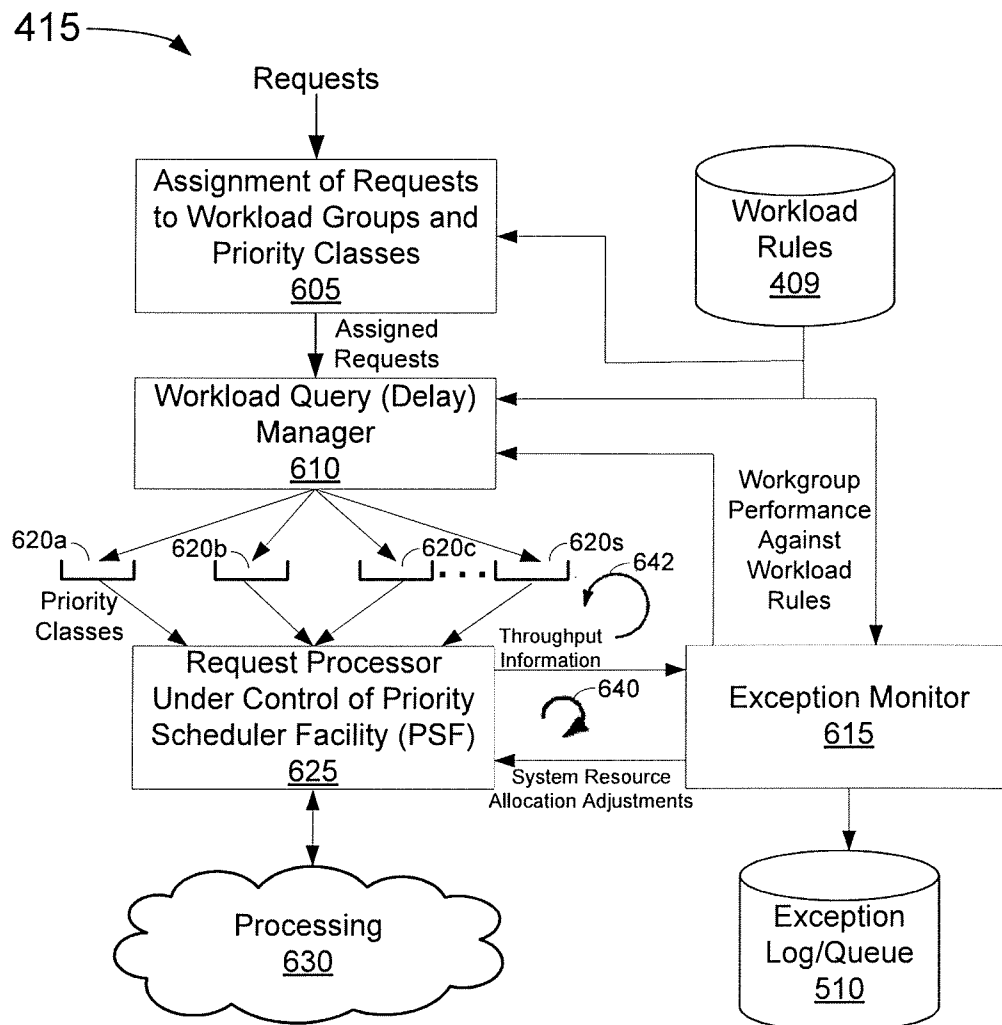 415
Requests
Assignment of Requests
to Workload Groups and
Priority Classes
605
Workload
Rules
409
Assigned
Requests
Workload Query (Delay)
Manager
610
Workgroup
Performance
Against
Workload
Rules
620a
620b
620c
620s
642
Priority
Classes
Throughput
Information
Request Processor
Under Control of Priority
Scheduler Facility (PSF)
625
640
System Resource
Allocation Adjustments
Exception Monitor
615
Processing
630
Exception
Log/Queue
510